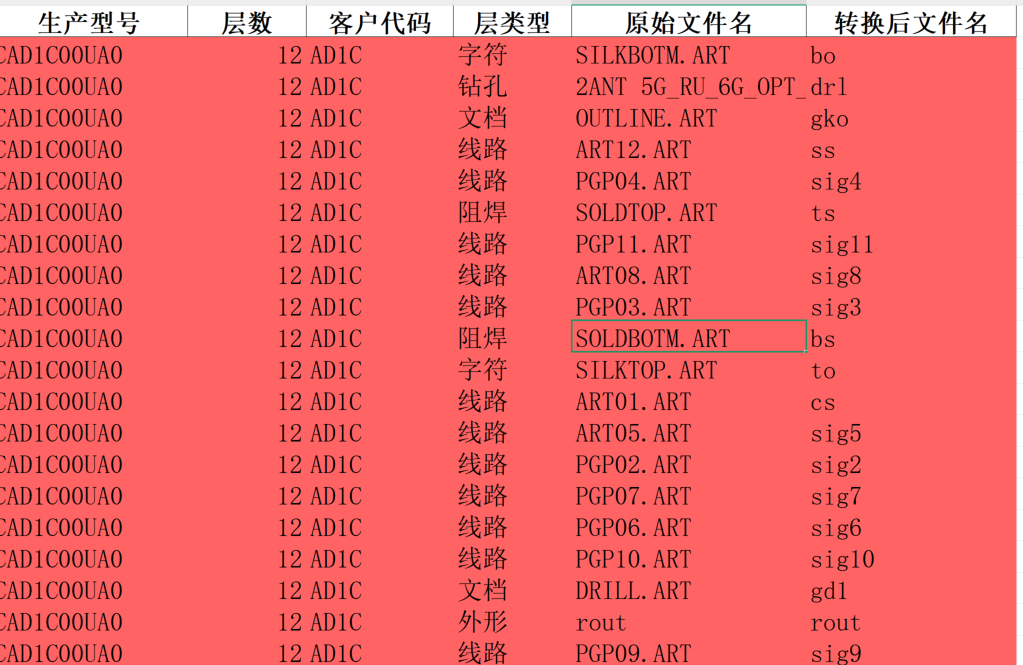 生产型号 层数 客户代码 层类型 原始文件名 转换后文件名
CAD1C00UA0 12 AD1C 字符 SILKBOTM.ART bo
CAD1C00UA0 12 AD1C 钻孔 2ANT 5G_RU_6G_OPT_ drl
CAD1C00UA0 12 AD1C 文档 OUTLINE.ART gko
CAD1C00UA0 12 AD1C 线路 ART12.ART ss
CAD1C00UA0 12 AD1C 线路 PGP04.ART sig4
CAD1C00UA0 12 AD1C 阻焊 SOLDTOP.ART ts
CAD1C00UA0 12 AD1C 线路 PGP11.ART sig11
CAD1C00UA0 12 AD1C 线路 ART08.ART sig8
CAD1C00UA0 12 AD1C 线路 PGP03.ART sig3
CAD1C00UA0 12 AD1C 阻焊 SOLDBOTM.ART bs
CAD1C00UA0 12 AD1C 字符 SILKTOP.ART to
CAD1C00UA0 12 AD1C 线路 ART01.ART cs
CAD1C00UA0 12 AD1C 线路 ART05.ART sig5
CAD1C00UA0 12 AD1C 线路 PGP02.ART sig2
CAD1C00UA0 12 AD1C 线路 PGP07.ART sig7
CAD1C00UA0 12 AD1C 线路 PGP06.ART sig6
CAD1C00UA0 12 AD1C 线路 PGP10.ART sig10
CAD1C00UA0 12 AD1C 文档 DRILL.ART gd1
CAD1C00UA0 12 AD1C 外形 rout rout
CAD1C00UA0 12 AD1C 线路 PGP09.ART sig9